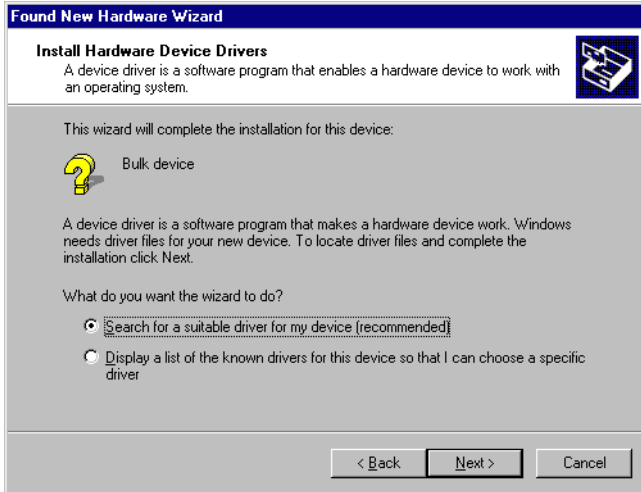 Found New Hardware Wizard
Install Hardware Device Drivers
A device driver is a software program that enables a hardware device to work with
an operating system.
This wizard will complete the installation for this device:
Bulk device
A device driver is a software program that makes a hardware device work. Windows
needs driver files for your new device. To locate driver files and complete the
installation click Next.
What do you want the wizard to do?
Search for a suitable driver for my device (recommended)
Display a list of the known drivers for this device so that I can choose a specific
driver
< Back Next > Cancel